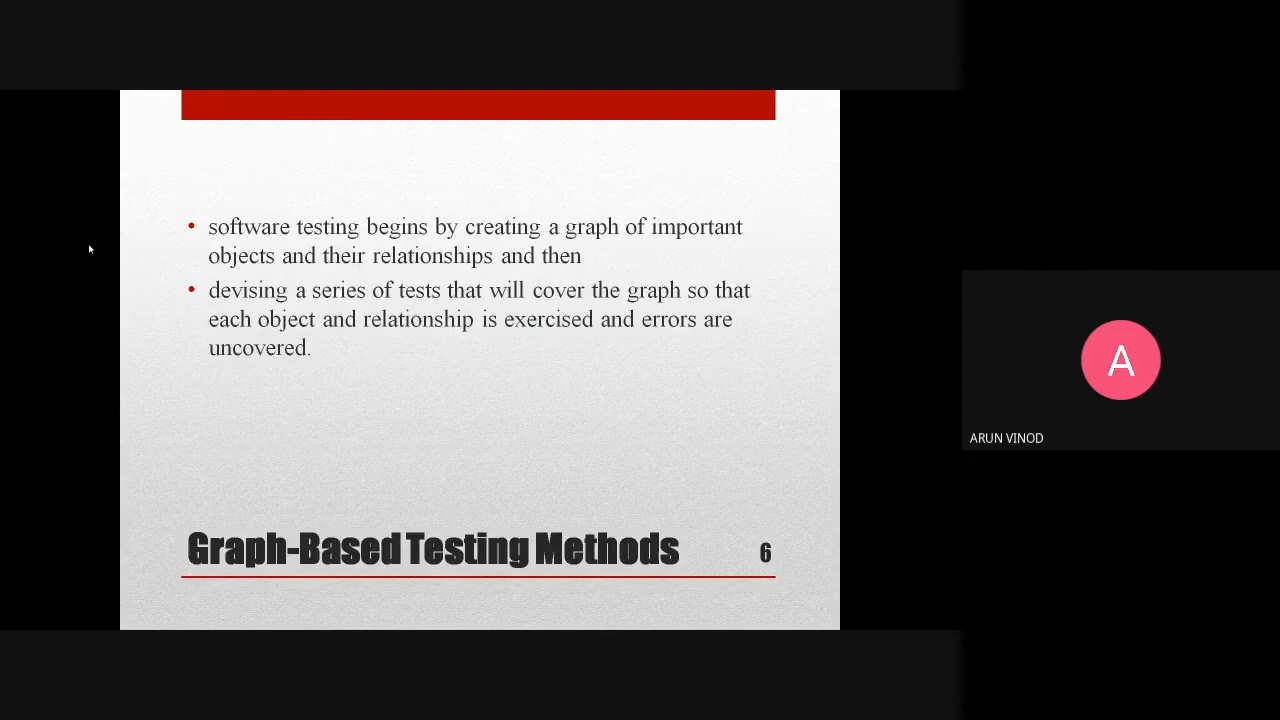 • software testing begins by creating a graph of important
objects and their relationships and then
• devising a series of tests that will cover the graph so that
each object and relationship is exercised and errors are
uncovered.
Graph-Based Testing Methods 6
A
ARUN VINOD